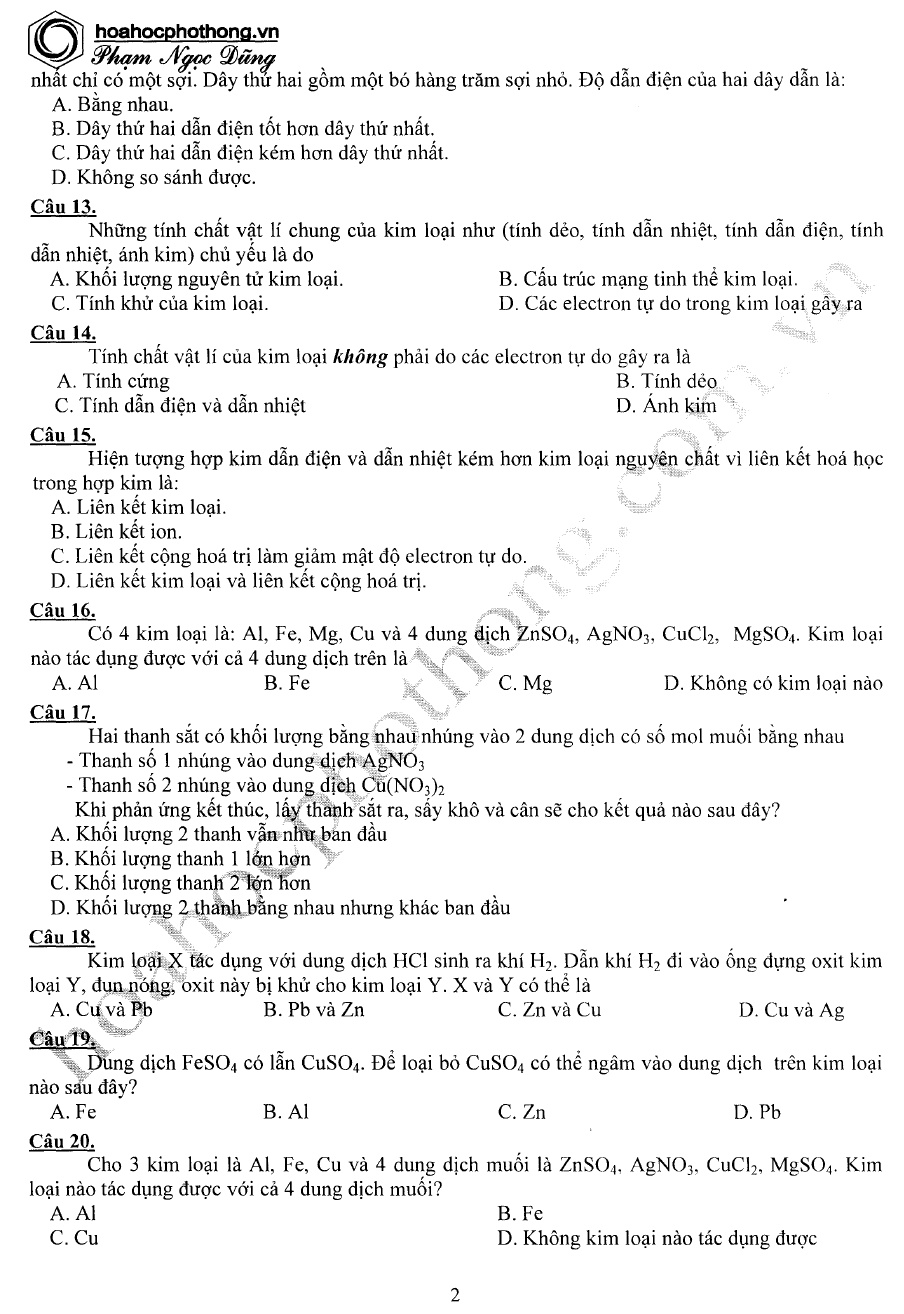 hoahocphothong.vn
Phạm Ngọc Dũng
nhất chỉ có một sợi. Dây thứ hai gồm một bó hàng trăm sợi nhỏ. Độ dẫn điện của hai dây dẫn là:
A. Bằng nhau.
B. Dây thứ hai dẫn điện tốt hơn dây thứ nhất.
C. Dây thứ hai dẫn điện kém hơn dây thứ nhất.
D. Không so sánh được.
Câu 13.
Những tính chất vật lí chung của kim loại như (tính dẻo, tính dẫn nhiệt, tính dẫn điện, tính
dẫn nhiệt, ánh kim) chủ yếu là do
A. Khối lượng nguyên tử kim loại. B. Cấu trúc mạng tinh thể kim loại.
C. Tính khử của kim loại. D. Các electron tự do trong kim loại gây ra
Câu 14.
Tính chất vật lí của kim loại không phải do các electron tự do gây ra là
A. Tính cứng B. Tính dẻo
C. Tính dẫn điện và dẫn nhiệt D. Ánh kim
Câu 15.
Hiện tượng hợp kim dẫn điện và dẫn nhiệt kém hơn kim loại nguyên chất vì liên kết hoá học
trong hợp kim là:
A. Liên kết kim loại.
B. Liên kết ion.
C. Liên kết cộng hoá trị làm giảm mật độ electron tự do.
D. Liên kết kim loại và liên kết cộng hoá trị.
Câu 16.
Có 4 kim loại là: Al, Fe, Mg, Cu và 4 dung dịch ZnSO₄, AgNO₃, CuCl₂, MgSO₄. Kim loại
nào tác dụng được với cả 4 dung dịch trên là
A. Al B. Fe C. Mg D. Không có kim loại nào
Câu 17.
Hai thanh sắt có khối lượng bằng nhau nhúng vào 2 dung dịch có số mol muối bằng nhau
- Thanh số 1 nhúng vào dung dịch AgNO₃
- Thanh số 2 nhúng vào dung dịch Cu(NO₃)₂
Khi phản ứng kết thúc, lấy thanh sắt ra, sấy khô và cân sẽ cho kết quả nào sau đây?
A. Khối lượng 2 thanh vẫn như ban đầu
B. Khối lượng thanh 1 lớn hơn
C. Khối lượng thanh 2 lớn hơn
D. Khối lượng 2 thanh bằng nhau nhưng khác ban đầu
Câu 18.
Kim loại X tác dụng với dung dịch HCl sinh ra khí H₂. Dẫn khí H₂ đi vào ống đựng oxit kim
loại Y, đun nóng, oxit này bị khử cho kim loại Y. X và Y có thể là
A. Cu và Pb B. Pb và Zn C. Zn và Cu D. Cu và Ag
Câu 19.
Dung dịch FeSO₄ có lẫn CuSO₄. Để loại bỏ CuSO₄ có thể ngâm vào dung dịch trên kim loại
nào sau đây?
A. Fe B. Al C. Zn D. Pb
Câu 20.
Cho 3 kim loại là Al, Fe, Cu và 4 dung dịch muối là ZnSO₄, AgNO₃, CuCl₂, MgSO₄. Kim
loại nào tác dụng được với cả 4 dung dịch muối?
A. Al B. Fe
C. Cu D. Không kim loại nào tác dụng được
2
hoahocphothong.com.vn